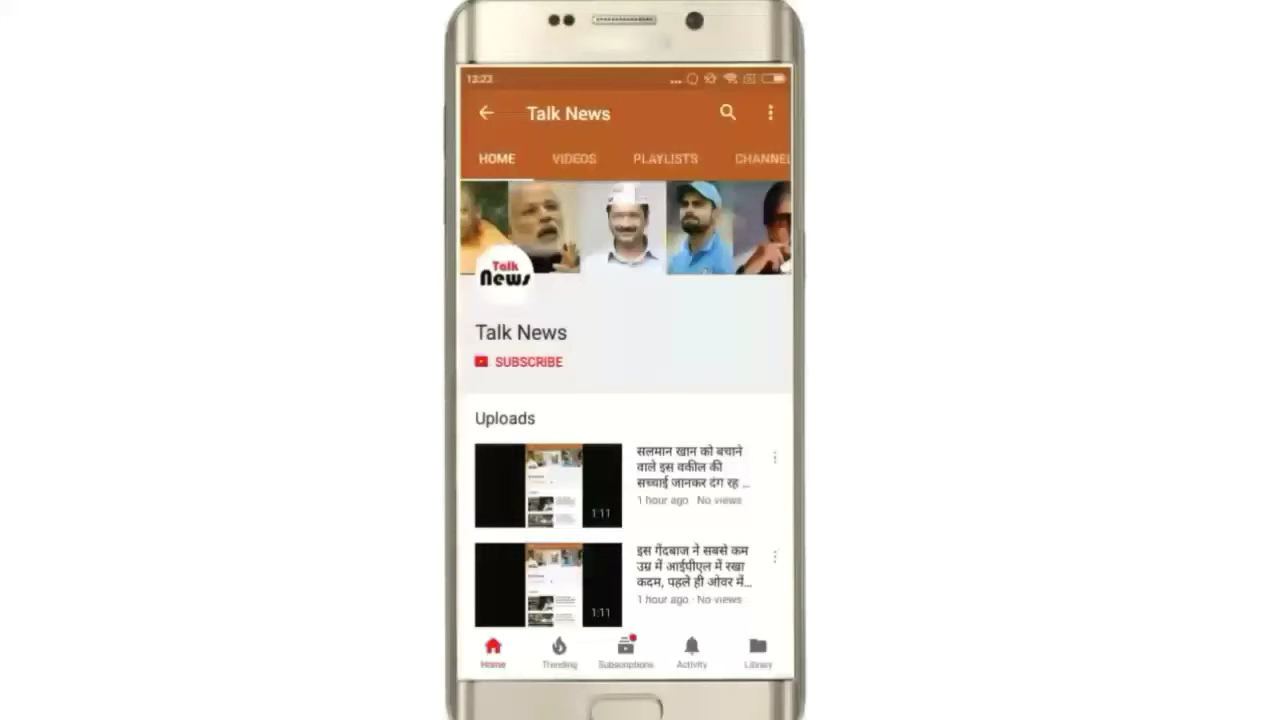 13:23
Talk News
HOME VIDEOS PLAYLISTS CHANNEL
Talk
News
Talk News
SUBSCRIBE
Uploads
सलमान खान को बचाने
वाले इस वकील की
सच्चाई जानकर दंग रह ...
1 hour ago · No views
1:11
इस गेंदबाज ने सबसे कम
उम्र में आईपीएल में रखा
कदम, पहले ही ओवर में...
1 hour ago · No views
1:11
Home Trending Subscriptions Activity Library